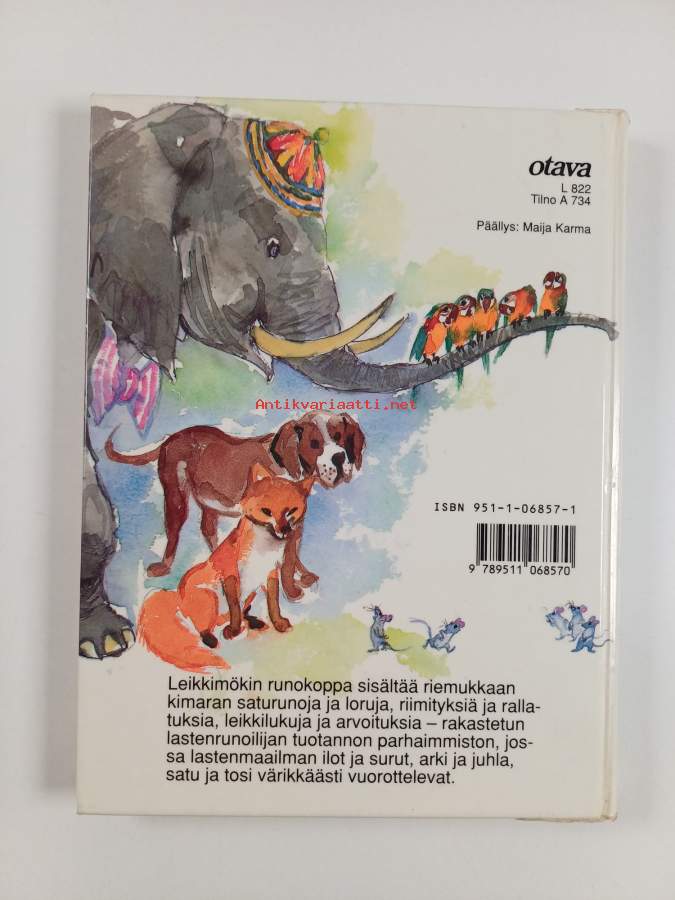 otava
L 822
Tilno A 734
Päällys: Maija Karma
Antikvariaatti.net
ISBN 951-1-06857-1
9 789511 068570
Leikkimökin runokoppa sisältää riemukkaan
kimaran saturunoja ja loruja, riimityksiä ja ralla-
tuksia, leikkilukuja ja arvoituksia – rakastetun
lastenrunoilijan tuotannon parhaimmiston, jos-
sa lastenmaailman ilot ja surut, arki ja juhla,
satu ja tosi värikkäästi vuorottelevat.